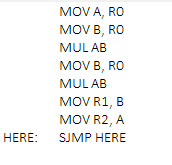 MOV A, R0
MOV B, R0
MUL AB
MOV B, R0
MUL AB
MOV R1, B
MOV R2, A
HERE: SJMP HERE